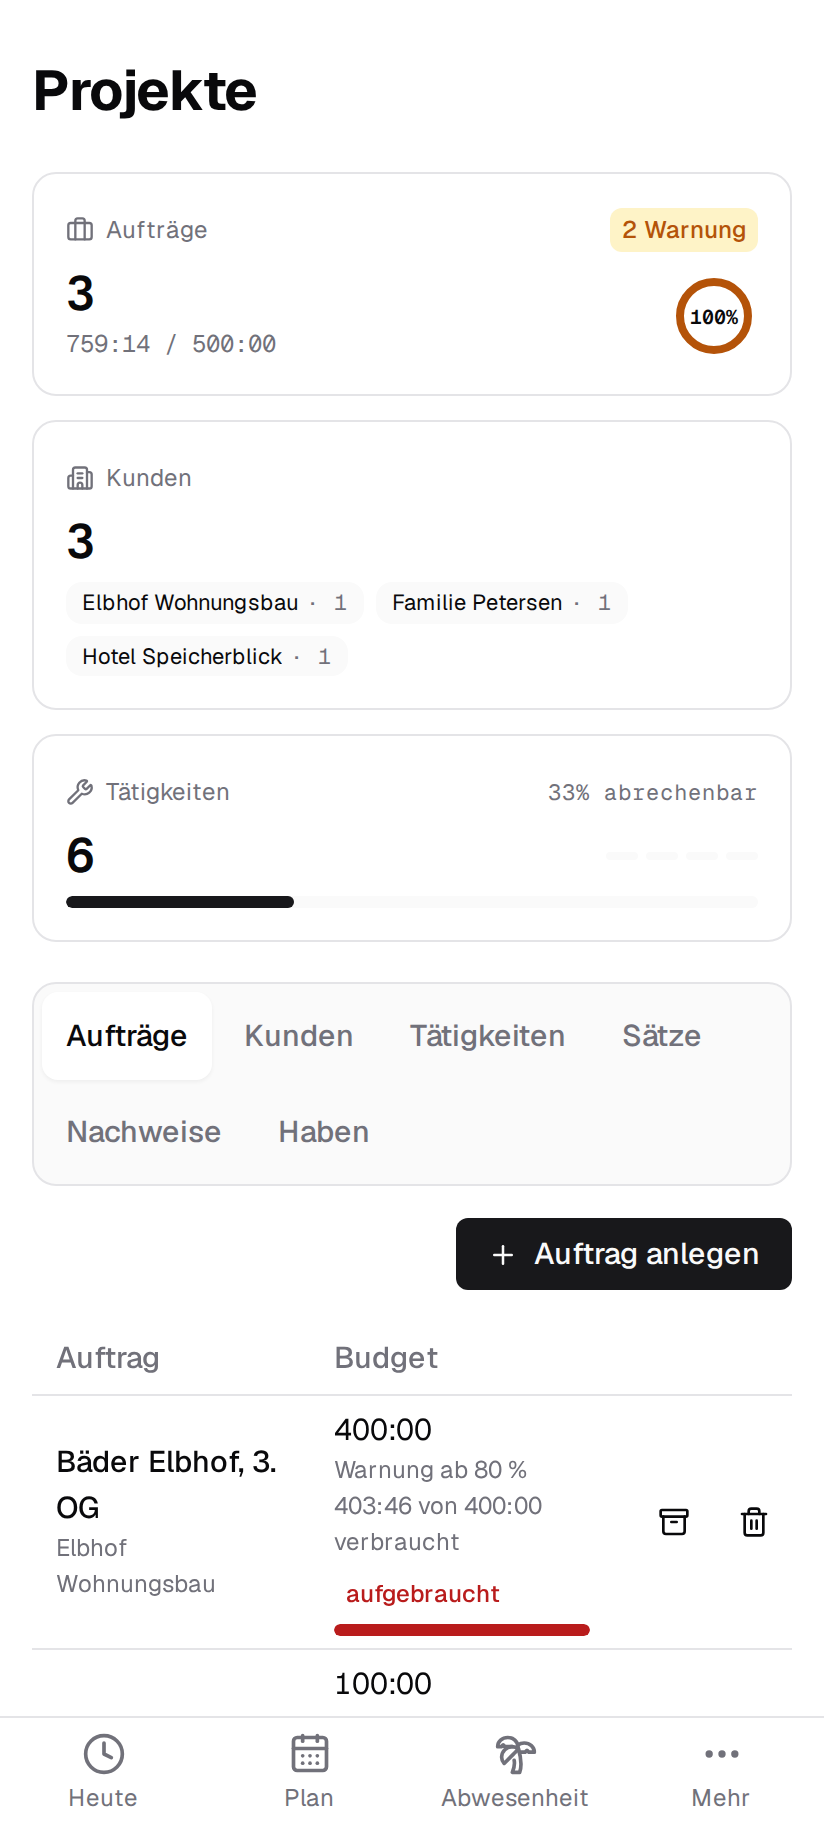 Projekte
Aufträge
2 Warnung
3
100%
759:14 / 500:00
Kunden
3
Elbhof Wohnungsbau · 1
Familie Petersen · 1
Hotel Speicherblick · 1
Tätigkeiten
33% abrechenbar
6
Aufträge
Kunden
Tätigkeiten
Sätze
Nachweise
Haben
+ Auftrag anlegen
Auftrag
Budget
Bäder Elbhof, 3.
OG
Elbhof
Wohnungsbau
400:00
Warnung ab 80 %
403:46 von 400:00
verbraucht
aufgebraucht
100:00
Heute
Plan
Abwesenheit
Mehr